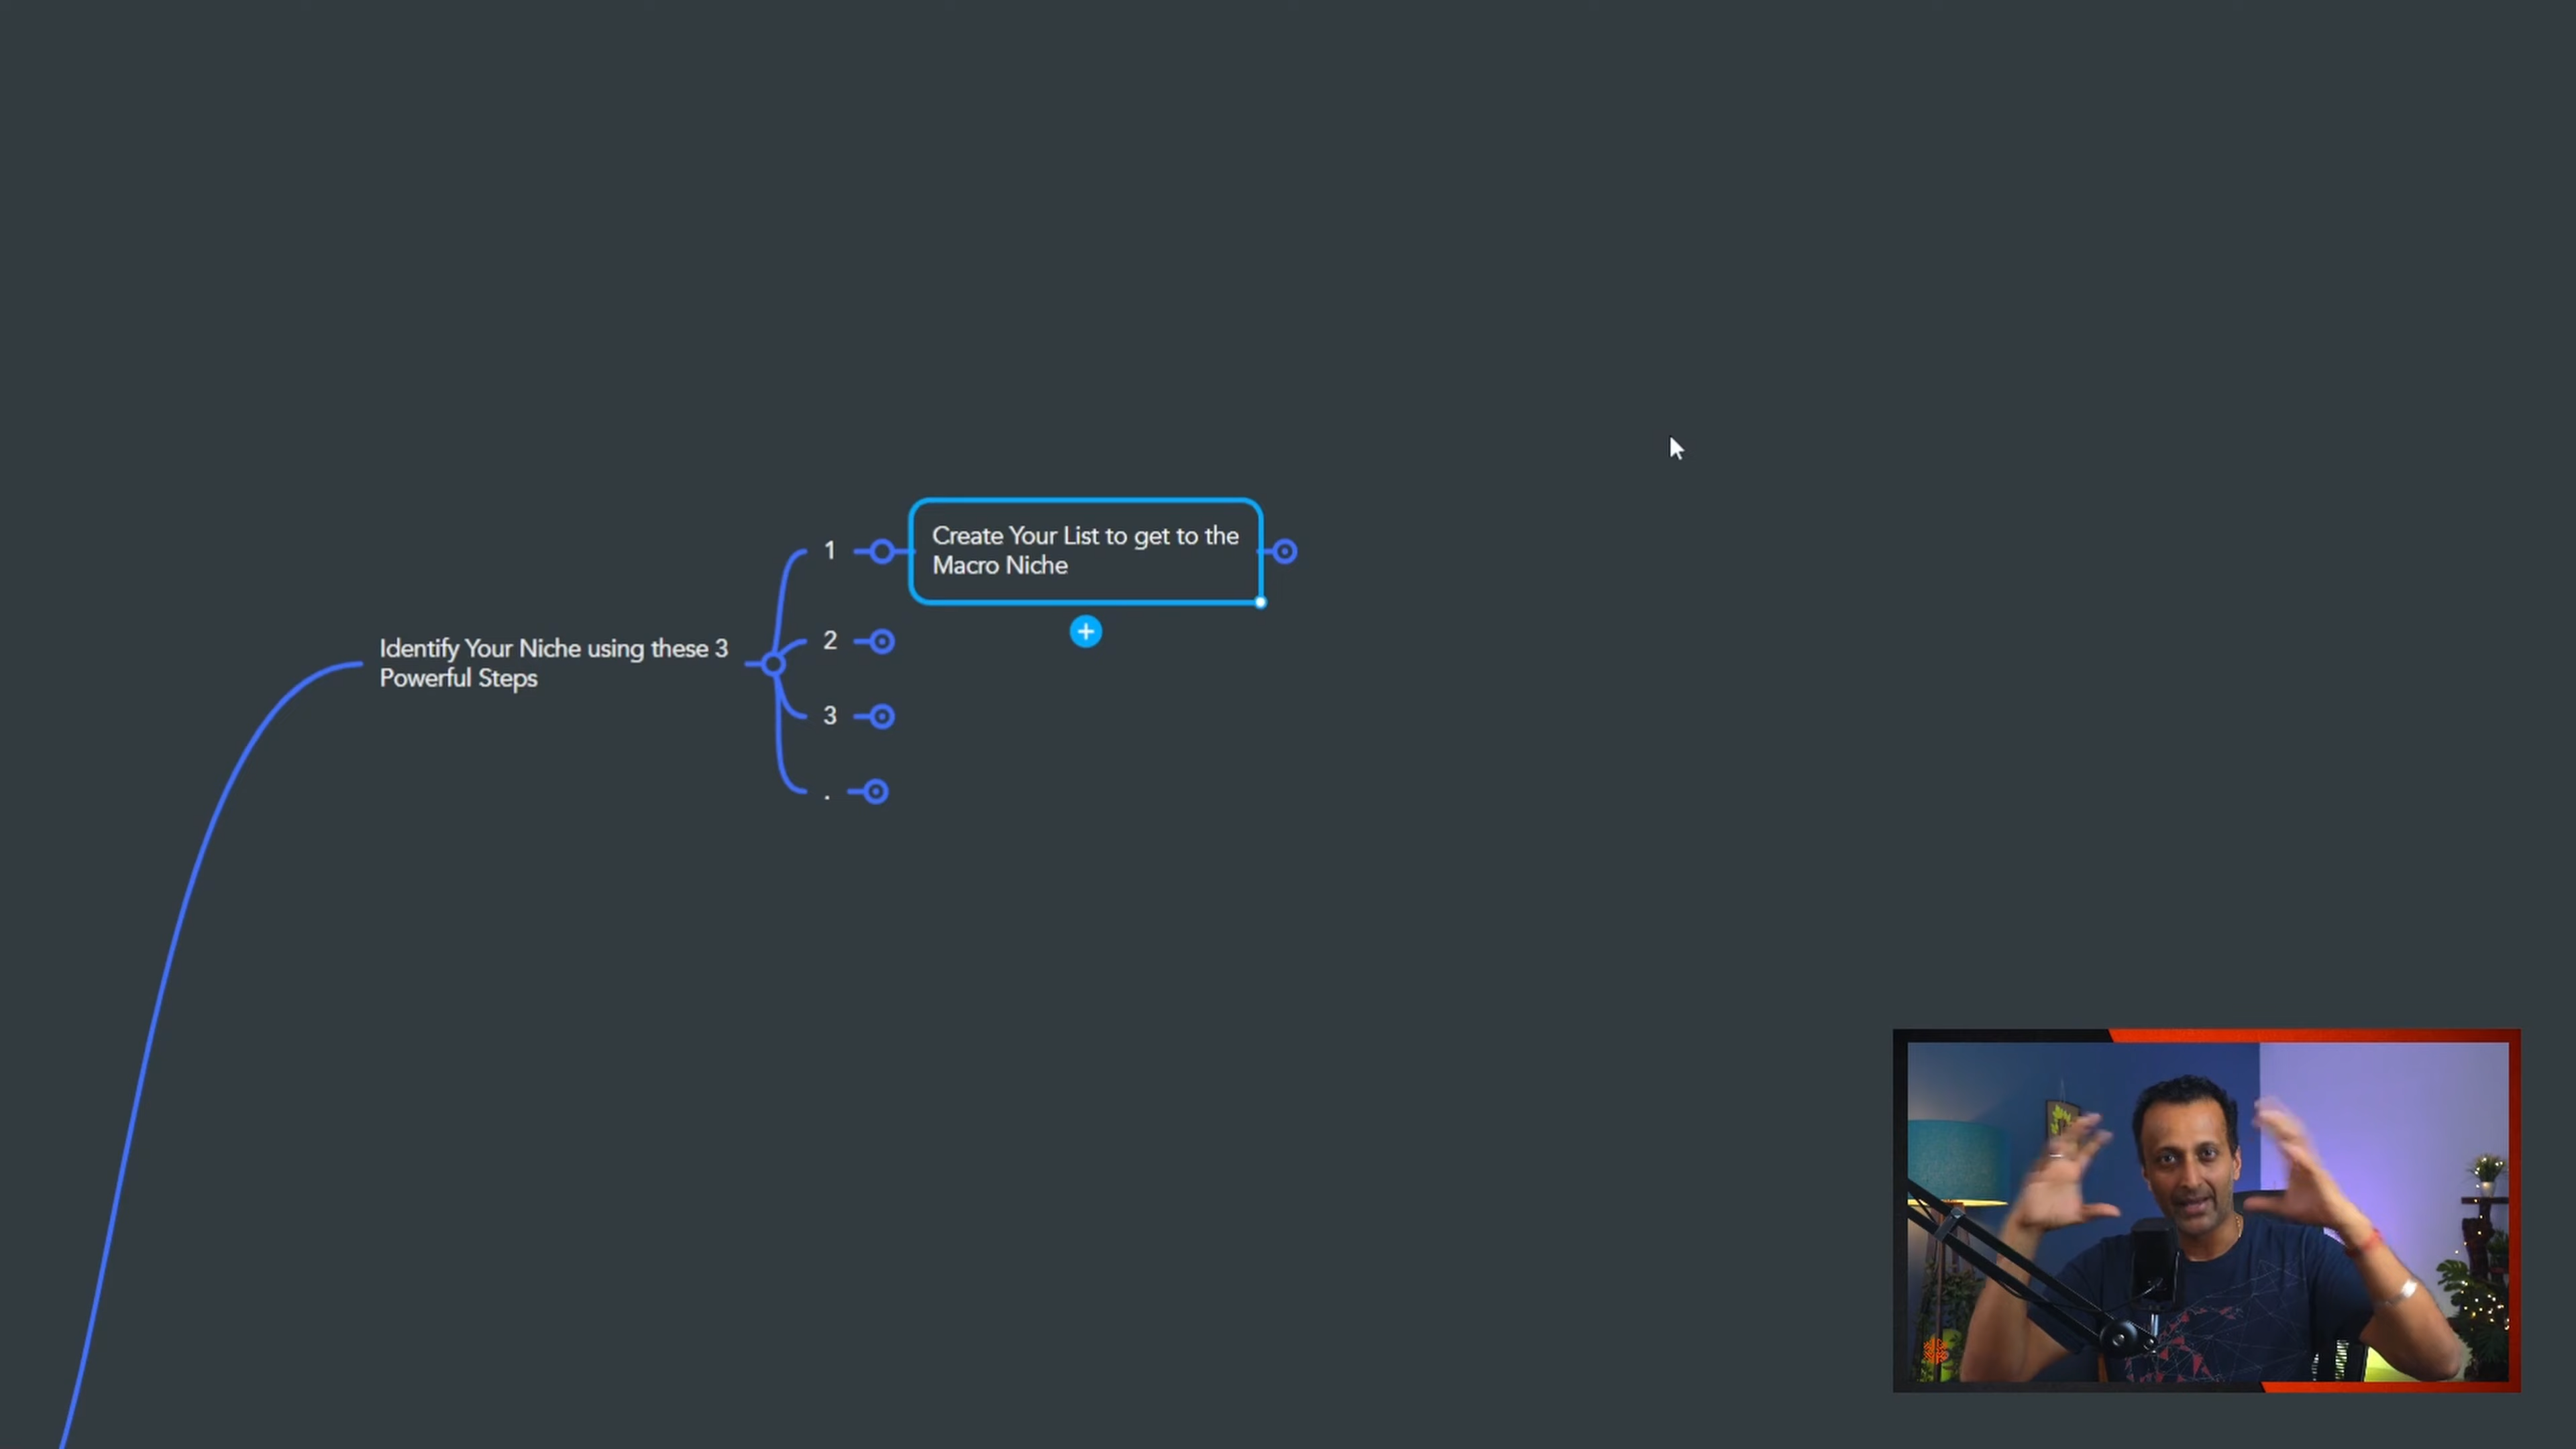 1
Create Your List to get to the
Macro Niche
2
Identify Your Niche using these 3
Powerful Steps
3
.